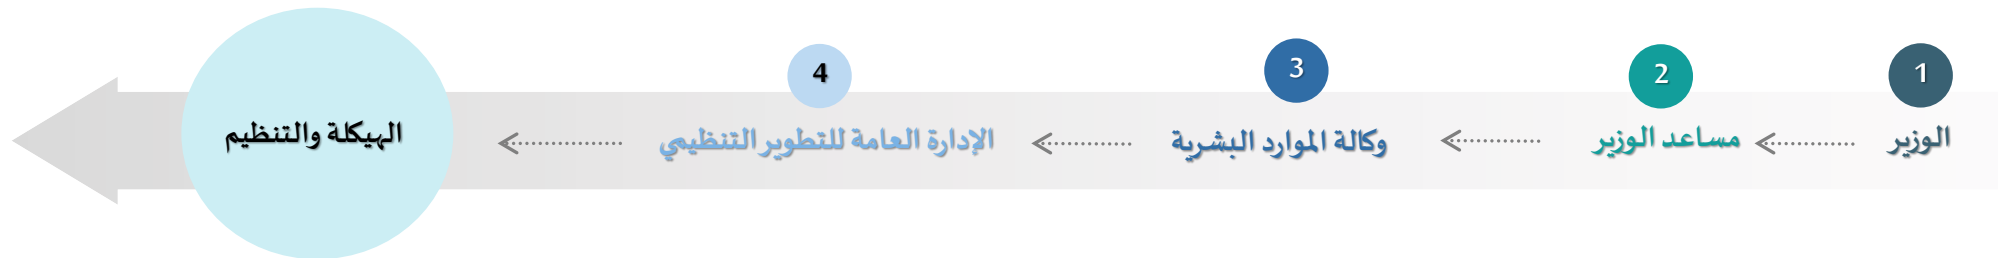 1
الوزير
2
مساعد الوزير
3
وكالة الموارد البشرية
4
الإدارة العامة للتطوير التنظيمي
الهيكلة والتنظيم